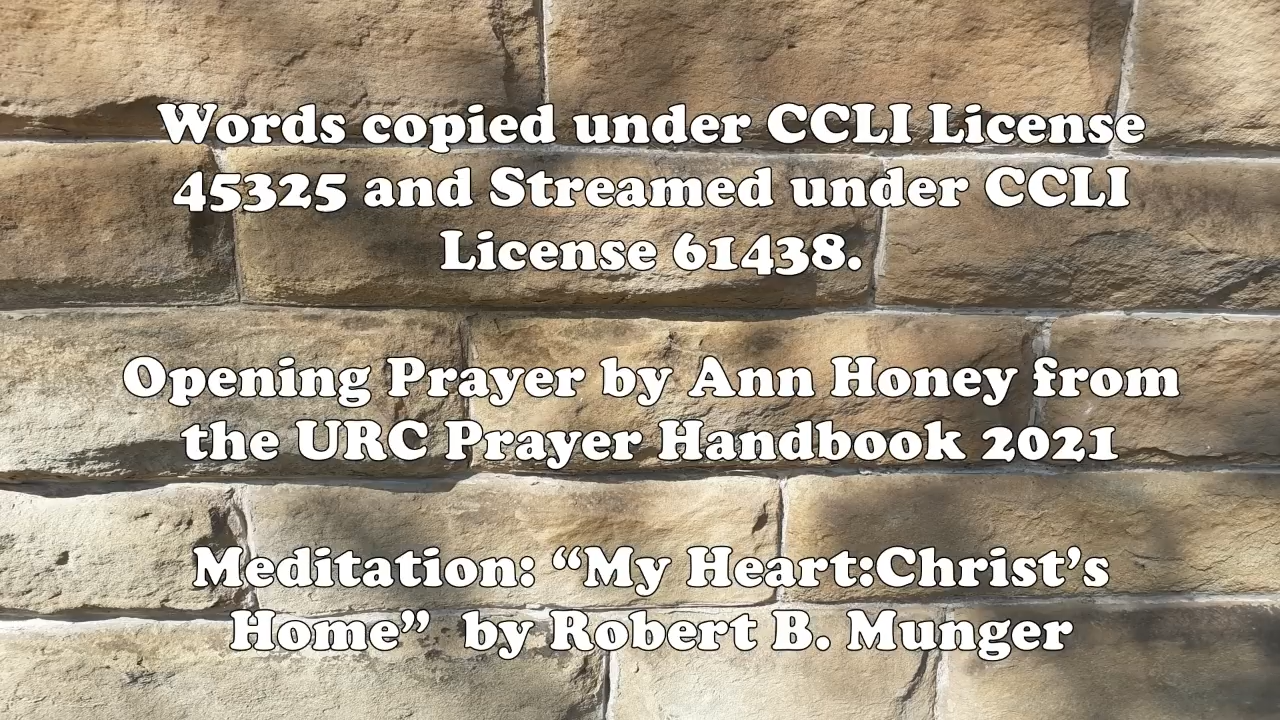 Words copied under CCLI License
45325 and Streamed under CCLI
License 61438.
Opening Prayer by Ann Honey from
the URC Prayer Handbook 2021
Meditation: “My Heart:Christ’s
Home”  by Robert B. Munger